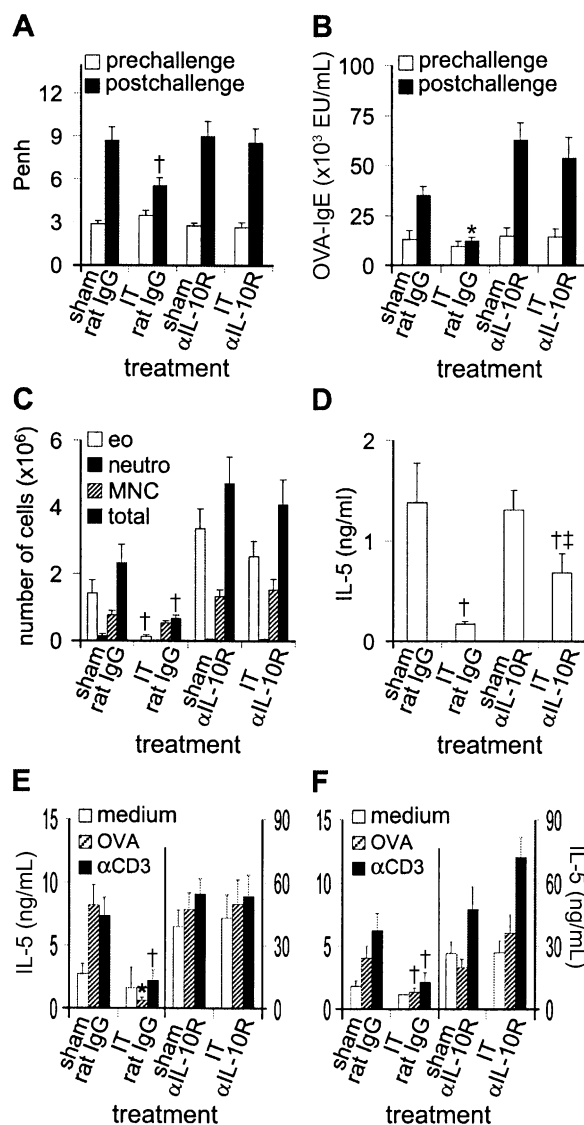 A
prechallenge
postchallenge
Penh
9
6
3
0
sham
rat IgG
IT
rat IgG
sham
αIL-10R
IT
αIL-10R
treatment
†
B
prechallenge
postchallenge
OVA-IgE (x10³ EU/mL)
100
75
50
25
0
sham
rat IgG
IT
rat IgG
sham
αIL-10R
IT
αIL-10R
treatment
*
C
eo
neutro
MNC
total
number of cells (x10⁶)
6
4
2
0
† †
sham
rat IgG
IT
rat IgG
sham
αIL-10R
IT
αIL-10R
treatment
D
IL-5 (ng/ml)
2
1
0
†
†‡
sham
rat IgG
IT
rat IgG
sham
αIL-10R
IT
αIL-10R
treatment
E
medium
OVA
αCD3
IL-5 (ng/mL)
15
10
5
0
90
60
30
0
* †
sham
rat IgG
IT
rat IgG
sham
αIL-10R
IT
αIL-10R
treatment
F
medium
OVA
αCD3
15
10
5
0
90
60
30
0
IL-5 (ng/mL)
† †
sham
rat IgG
IT
rat IgG
sham
αIL-10R
IT
αIL-10R
treatment